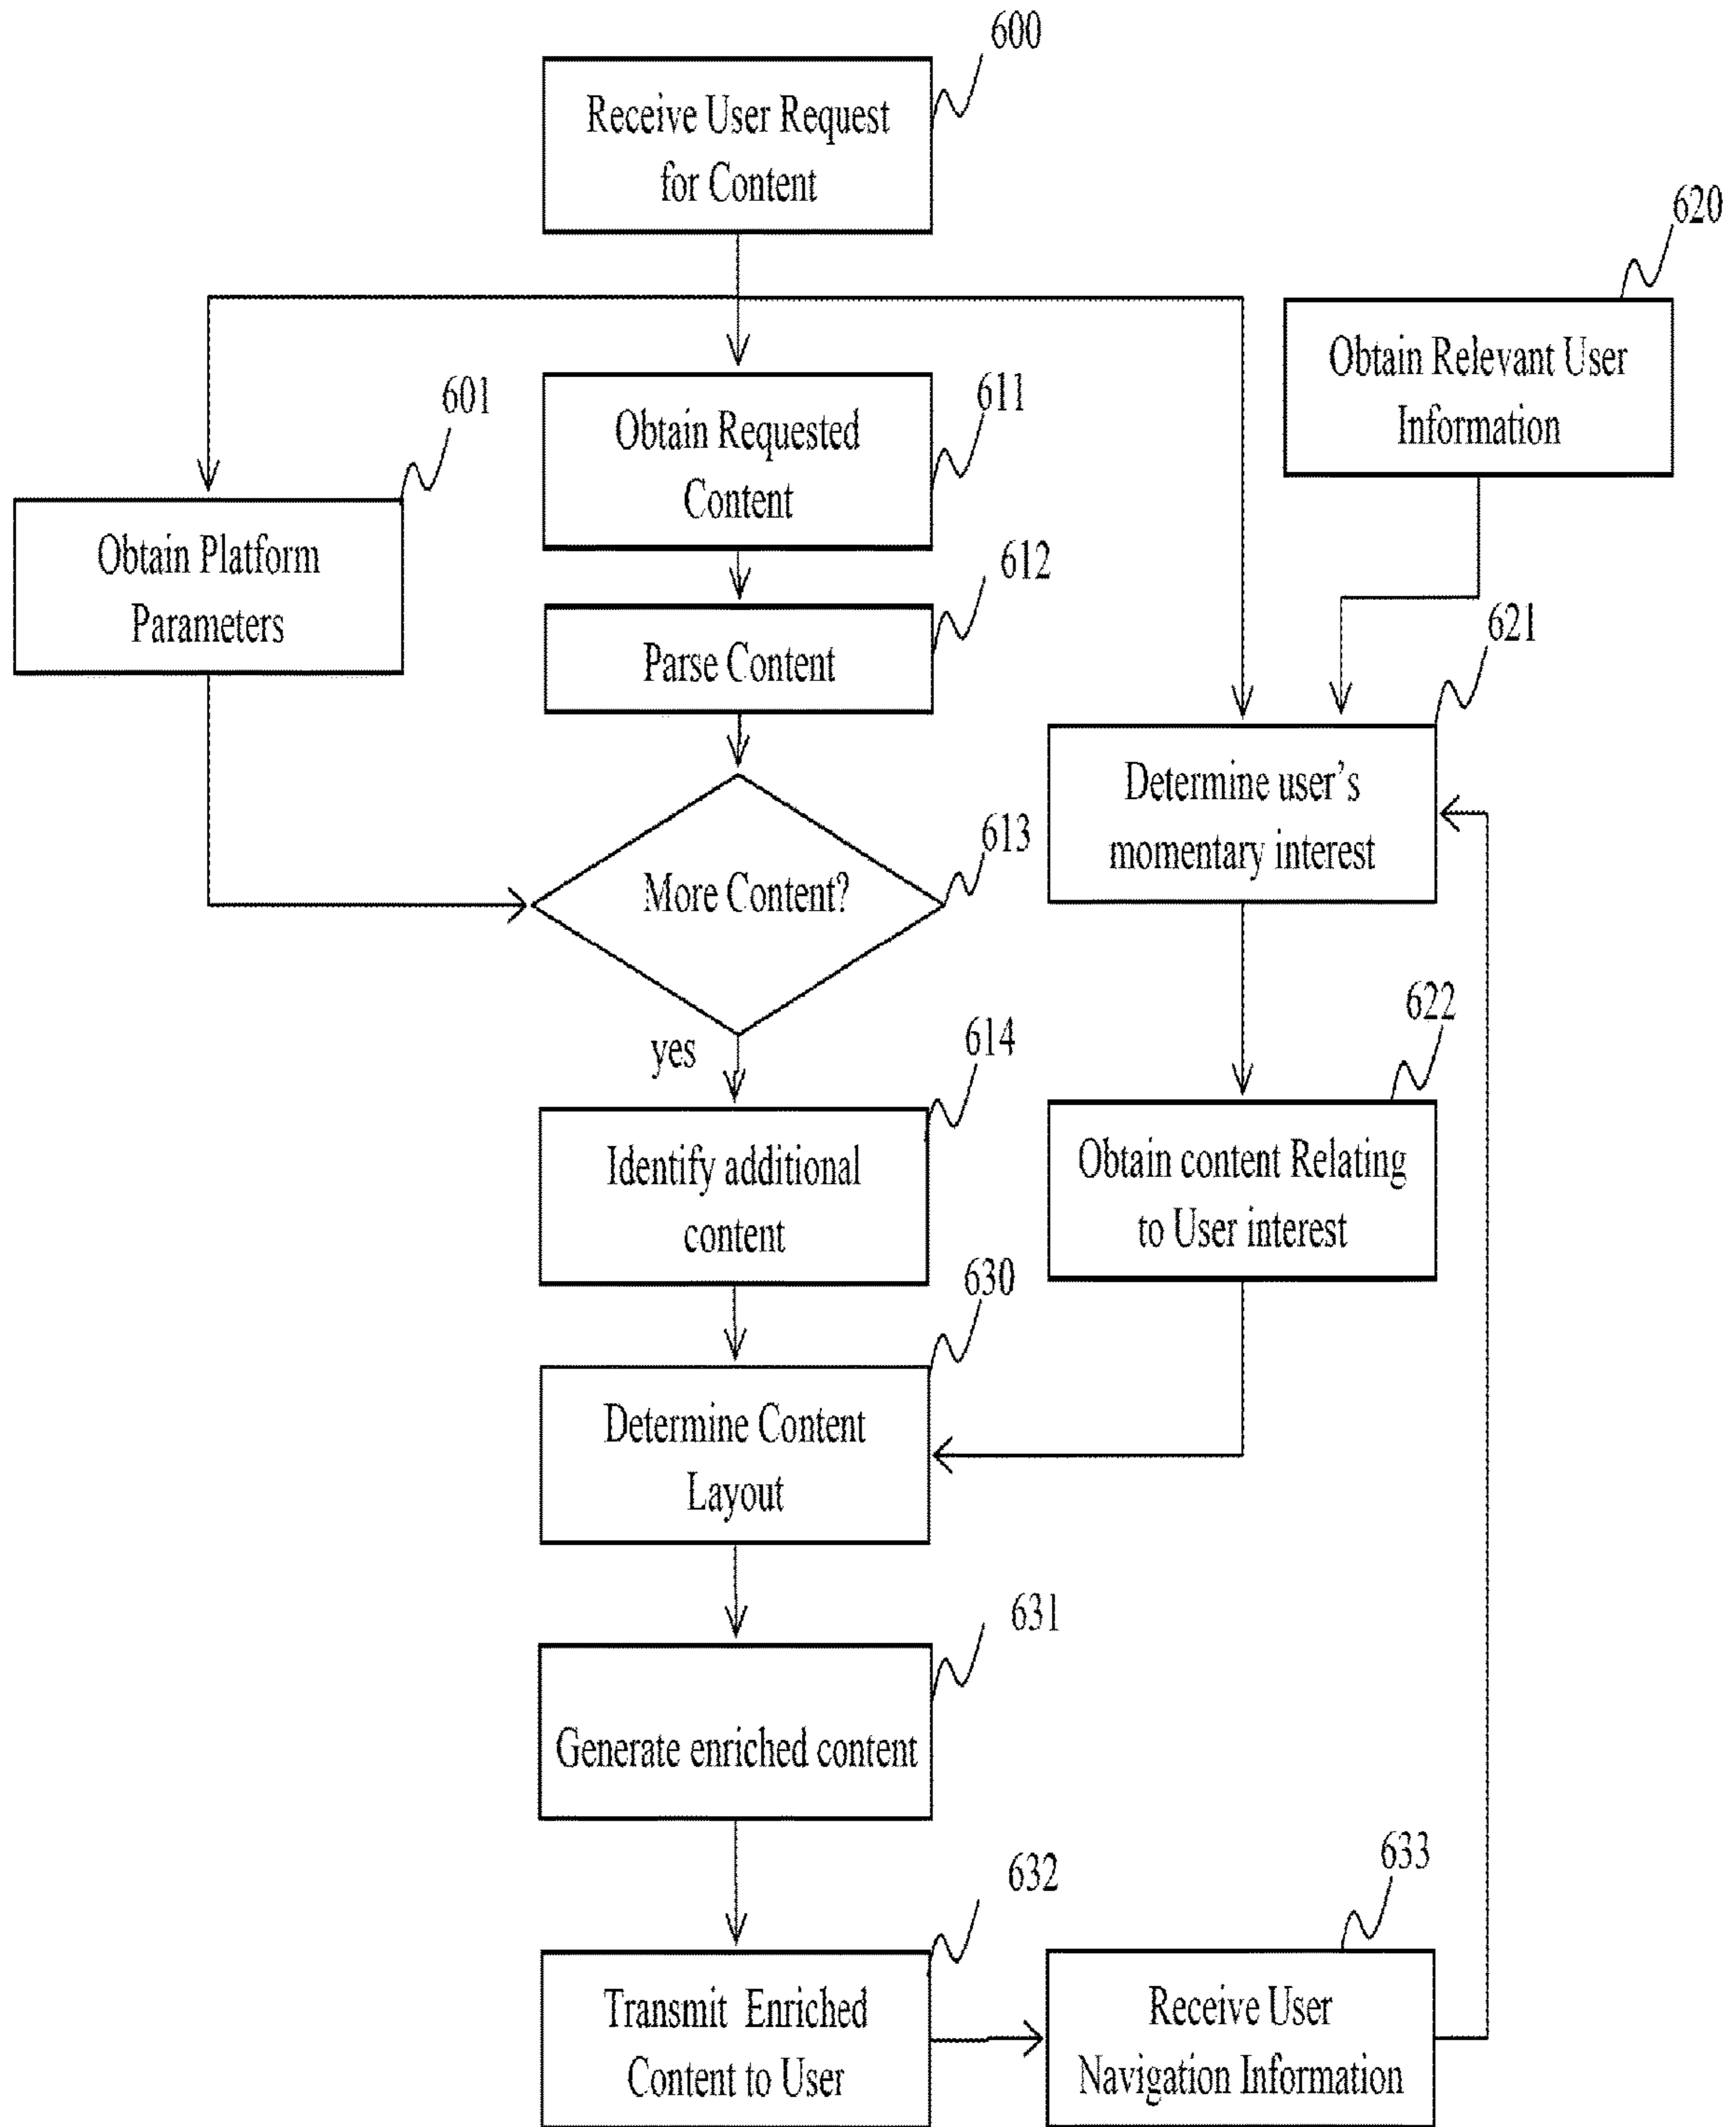 600
Receive User Request
for Content
620
Obtain Relevant User
Information
601
Obtain Platform
Parameters
611
Obtain Requested
Content
612
Parse Content
621
Determine user's
momentary interest
613
More Content?
yes
614
Identify additional
content
622
Obtain content Relating
to User interest
630
Determine Content
Layout
631
Generate enriched content
632
Transmit Enriched
Content to User
633
Receive User
Navigation Information